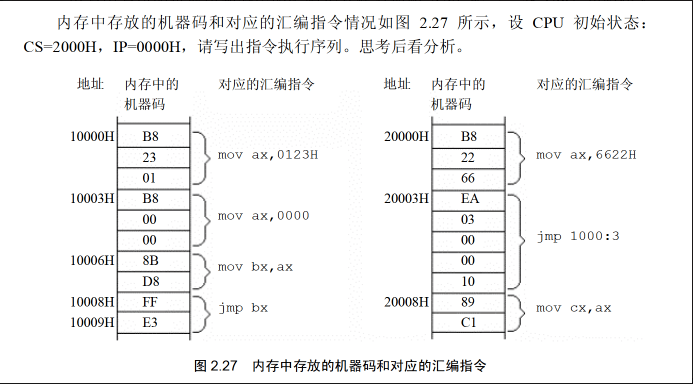 内存中存放的机器码和对应的汇编指令情况如图 2.27 所示，设 CPU 初始状态：
CS=2000H，IP=0000H，请写出指令执行序列。思考后看分析。
地址 内存中的 对应的汇编指令
机器码
10000H B8
23 mov ax,0123H
01
10003H B8
00 mov ax,0000
00
10006H 8B
mov bx,ax
D8
10008H FF
jmp bx
10009H E3
地址 内存中的 对应的汇编指令
机器码
20000H B8
22 mov ax,6622H
66
20003H EA
03
00 jmp 1000:3
00
10
20008H 89
mov cx,ax
C1
图 2.27 内存中存放的机器码和对应的汇编指令